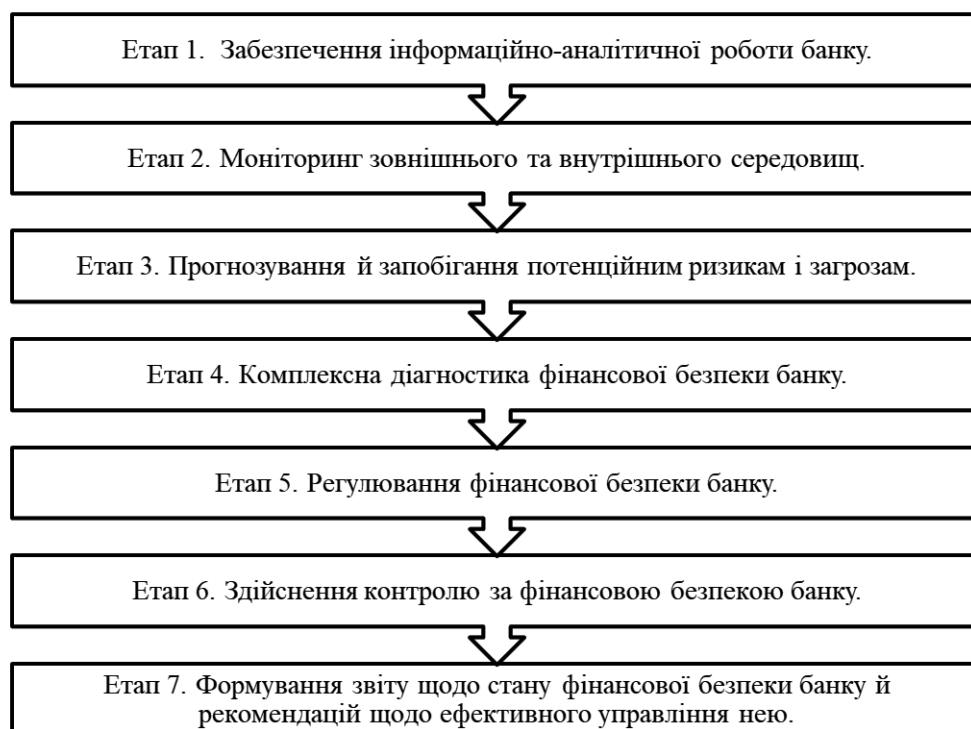 Етап 1. Забезпечення інформаційно-аналітичної роботи банку.
Етап 2. Моніторинг зовнішнього та внутрішнього середовищ.
Етап 3. Прогнозування й запобігання потенційним ризикам і загрозам.
Етап 4. Комплексна діагностика фінансової безпеки банку.
Етап 5. Регулювання фінансової безпеки банку.
Етап 6. Здійснення контролю за фінансовою безпекою банку.
Етап 7. Формування звіту щодо стану фінансової безпеки банку й
рекомендацій щодо ефективного управління нею.